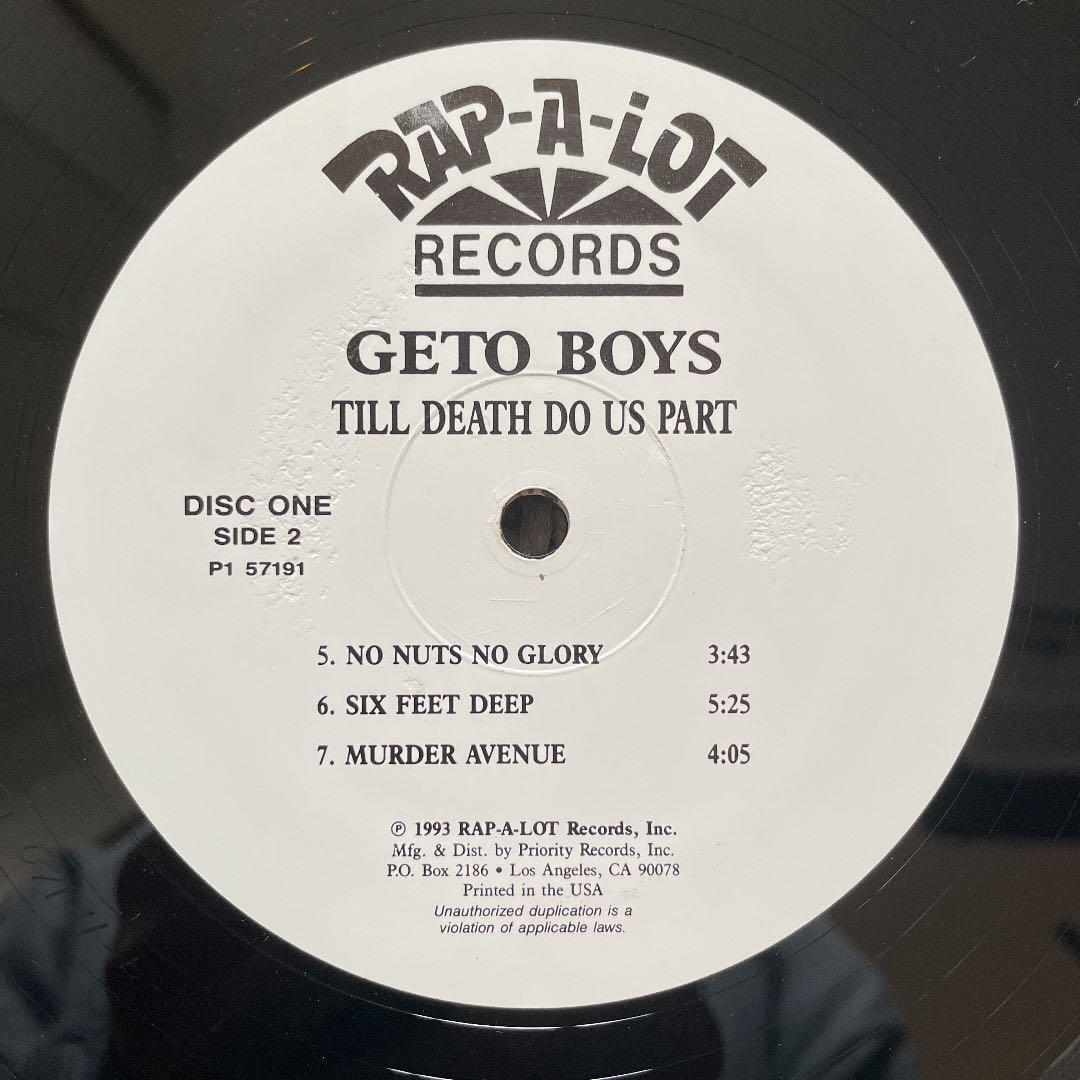 RAP-A-LOT
RECORDS
GETO BOYS
TILL DEATH DO US PART
DISC ONE
SIDE 2
P1 57191
5. NO NUTS NO GLORY 3:43
6. SIX FEET DEEP 5:25
7. MURDER AVENUE 4:05
℗ 1993 RAP-A-LOT Records, Inc.
Mfg. & Dist. by Priority Records, Inc.
P.O. Box 2186 • Los Angeles, CA 90078
Printed in the USA
Unauthorized duplication is a
violation of applicable laws.